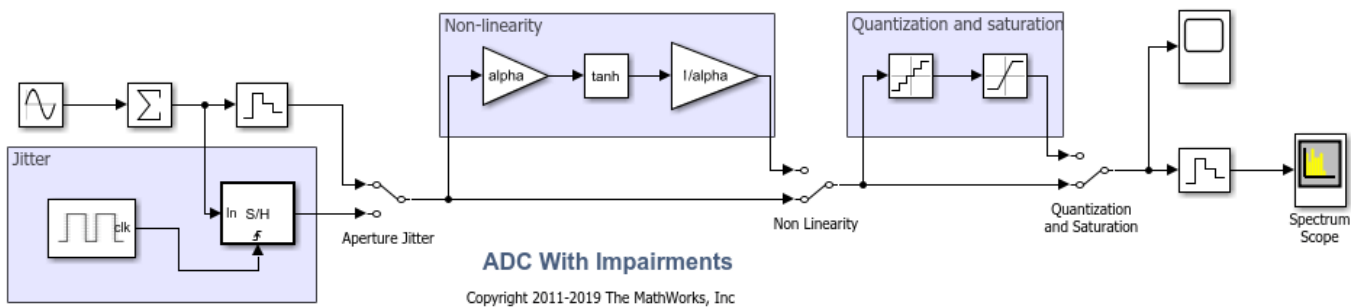 Non-linearity
Quantization and saturation
alpha
tanh
1/alpha
Jitter
clk
In S/H
Aperture Jitter
Non Linearity
Quantization
and Saturation
Spectrum
Scope
ADC With Impairments
Copyright 2011-2019 The MathWorks, Inc